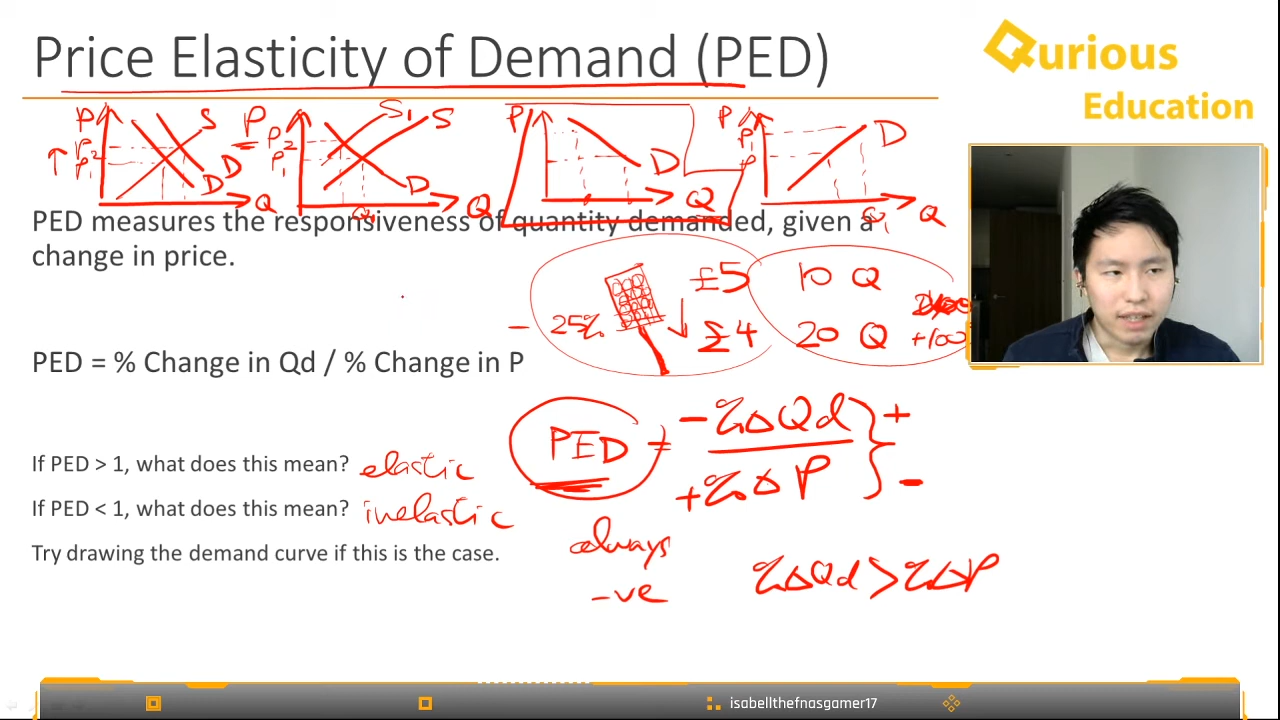 Price Elasticity of Demand (PED)
Qurious
Education
P P2 P1 S D D Q
P P2 P1 S1 S D Q1 Q
P D Q
P P1 P D Q1 Q
PED measures the responsiveness of quantity demanded, given a
change in price.
£5 10 Q
- 25% £4 20 Q +100
PED = % Change in Qd / % Change in P
PED = -%ΔQd / +%ΔP } + -
If PED > 1, what does this mean? elastic
If PED < 1, what does this mean? inelastic
always
-ve
Try drawing the demand curve if this is the case.
%ΔQd > %ΔP
isabellthefnasgamer17